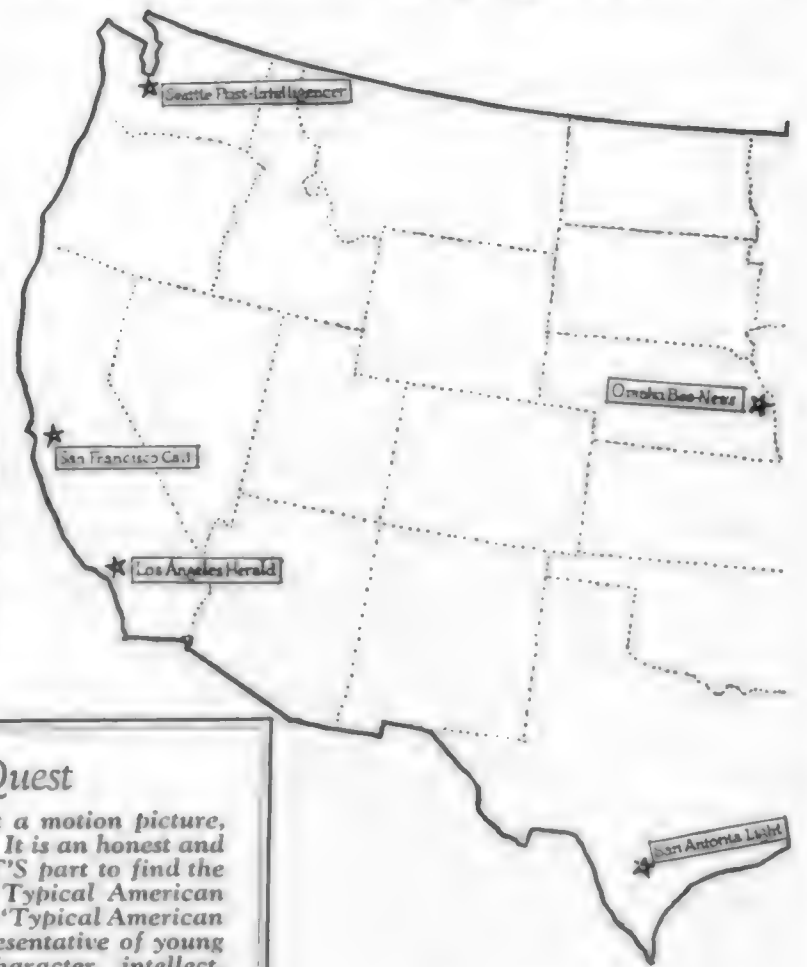 Seattle Post-Intelligencer
Omaha Bee-News
San Francisco Call
Los Angeles Herald
San Antonio Light
Quest
a motion picture,
It is an honest and
T'S part to find the
Typical American
"Typical American
resentative of young
character, intellect,